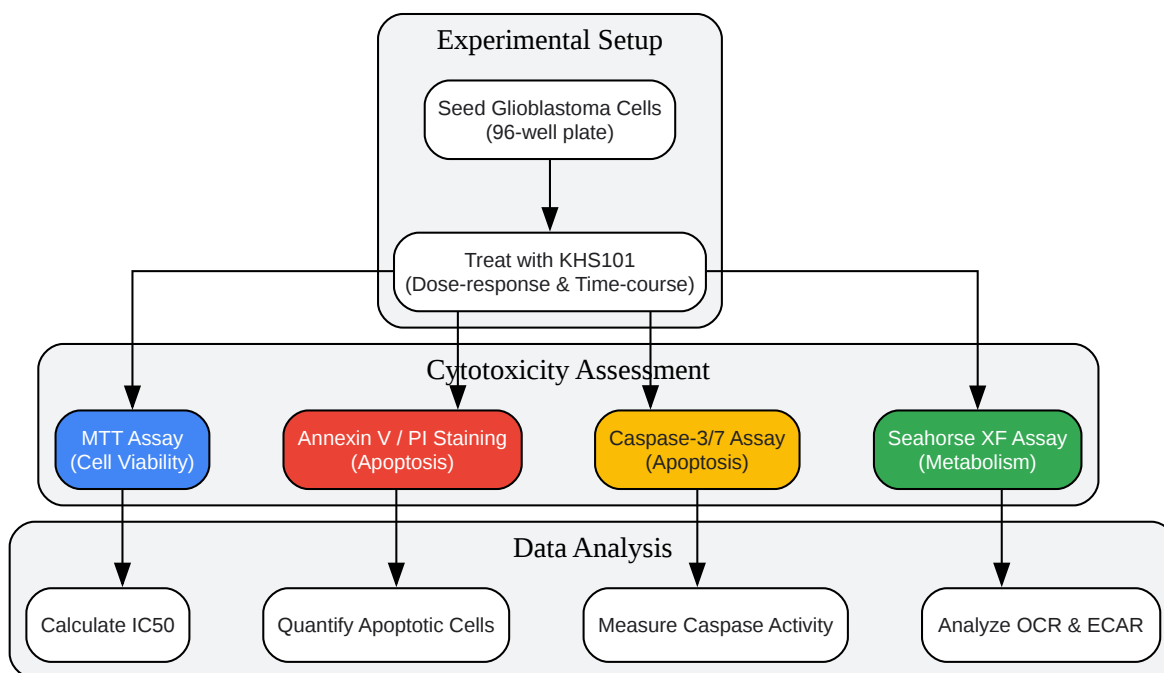 Experimental Setup
Seed Glioblastoma Cells
(96-well plate)
Treat with KHS101
(Dose-response & Time-course)
Cytotoxicity Assessment
MTT Assay
(Cell Viability)
Annexin V / PI Staining
(Apoptosis)
Caspase-3/7 Assay
(Apoptosis)
Seahorse XF Assay
(Metabolism)
Data Analysis
Calculate IC50
Quantify Apoptotic Cells
Measure Caspase Activity
Analyze OCR & ECAR